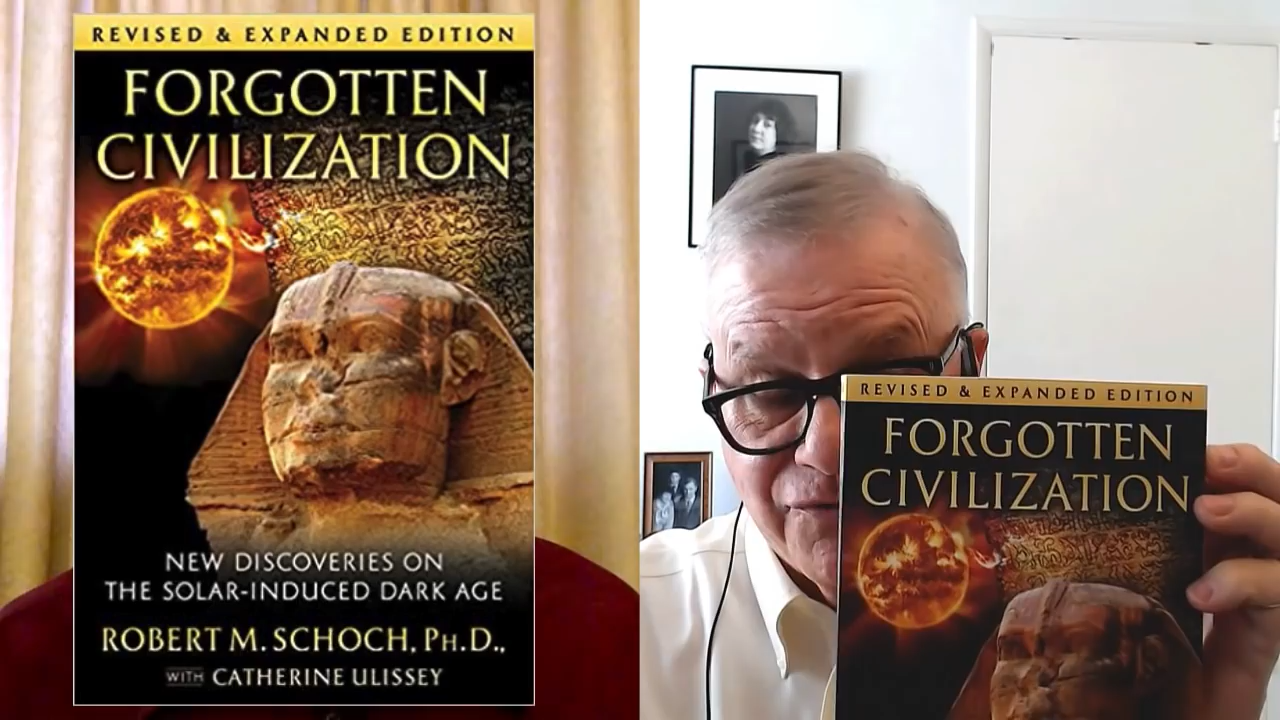 REVISED & EXPANDED EDITION
FORGOTTEN
CIVILIZATION
NEW DISCOVERIES ON
THE SOLAR-INDUCED DARK AGE
ROBERT M. SCHOCH, PH.D.,
WITH CATHERINE ULISSEY
REVISED & EXPANDED EDITION
FORGOTTEN
CIVILIZATION